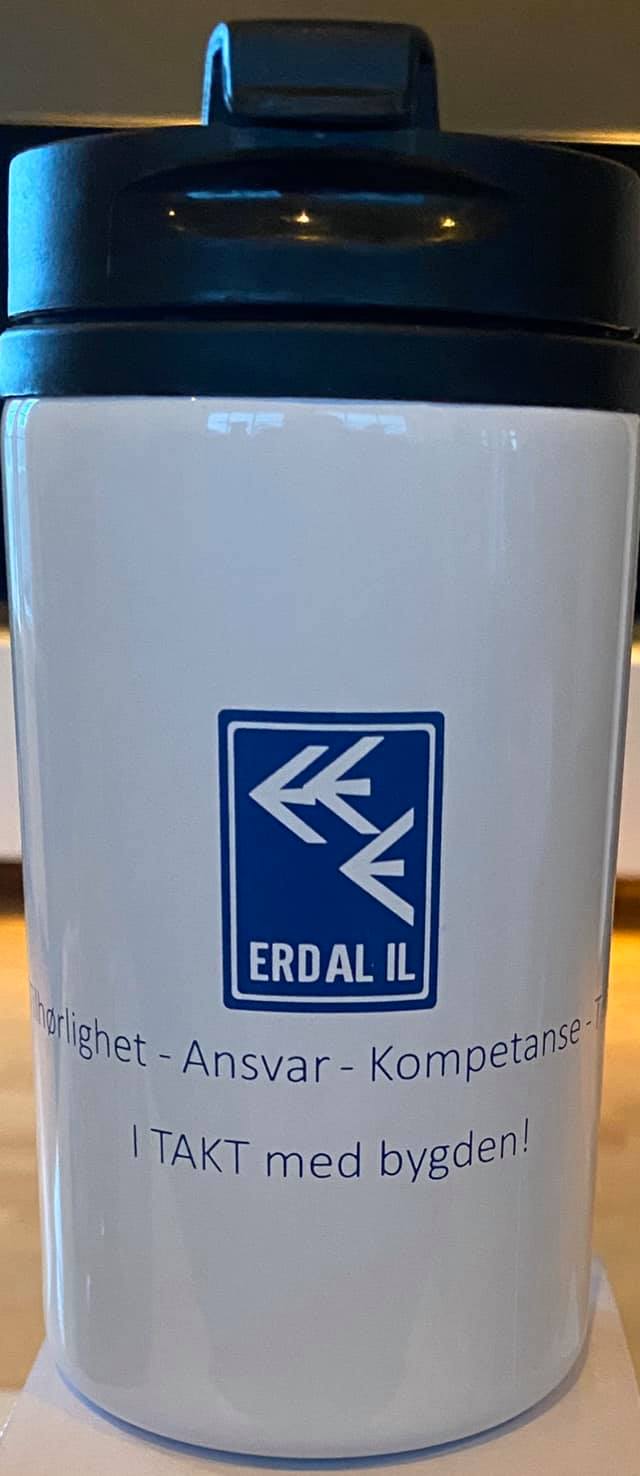 ERDAL IL
Tilhørlighet - Ansvar - Kompetanse - T
I TAKT med bygden!